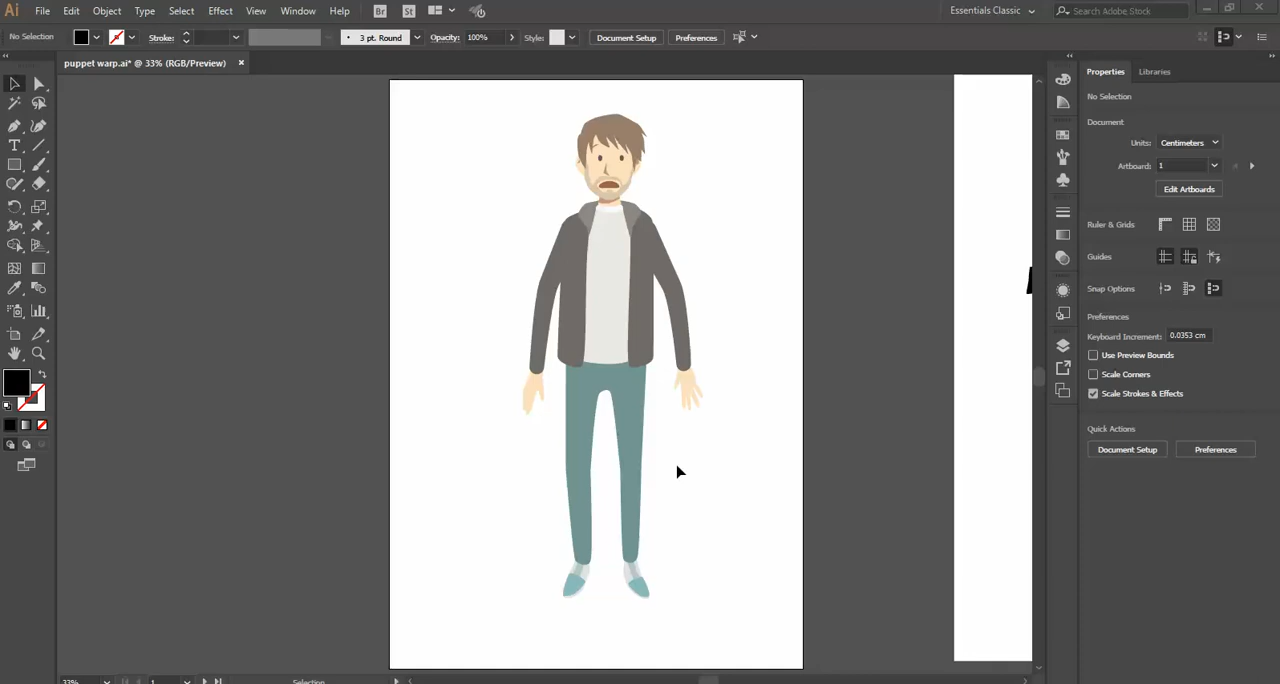 Ai File Edit Object Type Select Effect View Window Help Br St Essentials Classic Search Adobe Stock
No Selection Stroke: 3 pt. Round Opacity: 100% Style: Document Setup Preferences
puppet warp.ai* @ 33% (RGB/Preview) ×
Properties Libraries
No Selection
Document
Units: Centimeters
Artboard: 1
Edit Artboards
Ruler & Grids
Guides
Snap Options
Preferences
Keyboard Increment: 0.0353 cm
Use Preview Bounds
Scale Corners
Scale Strokes & Effects
Quick Actions
Document Setup Preferences
33% 1 Selection